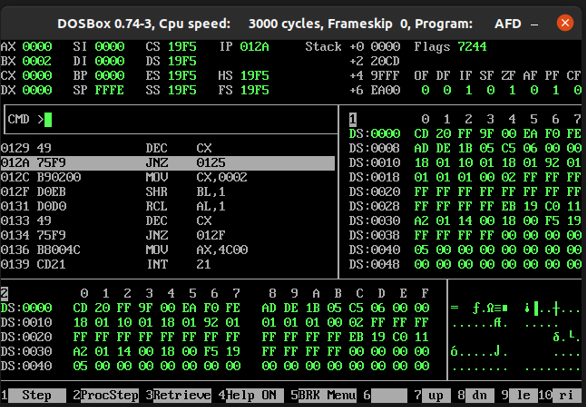 DOSBox 0.74-3, Cpu speed: 3000 cycles, Frameskip 0, Program: AFD
AX 0000 SI 0000 CS 19F5 IP 012A Stack +0 0000 Flags 7244
BX 0002 DI 0000 DS 19F5 +2 20CD
CX 0000 BP 0000 ES 19F5 HS 19F5 +4 9FFF OF DF IF SF ZF AF PF CF
DX 0000 SP FFFE SS 19F5 FS 19F5 +6 EA00 0 0 1 0 1 0 1 0
CMD > 1 0 1 2 3 4 5 6 7
DS:0000 CD 20 FF 9F 00 EA F0 FE
0129 49 DEC CX DS:0008 AD DE 1B 05 C5 06 00 00
012A 75F9 JNZ 0125 DS:0010 18 01 10 01 18 01 92 01
012C B90200 MOV CX,0002 DS:0018 01 01 01 00 02 FF FF FF
012F D0EB SHR BL,1 DS:0020 FF FF FF FF FF FF FF FF
0131 D0D0 RCL AL,1 DS:0028 FF FF FF FF EB 19 C0 11
0133 49 DEC CX DS:0030 A2 01 14 00 18 00 F5 19
0134 75F9 JNZ 012F DS:0038 FF FF FF FF 00 00 00 00
0136 B8004C MOV AX,4C00 DS:0040 05 00 00 00 00 00 00 00
0139 CD21 INT 21 DS:0048 00 00 00 00 00 00 00 00
2 0 1 2 3 4 5 6 7 8 9 A B C D E F
DS:0000 CD 20 FF 9F 00 EA F0 FE AD DE 1B 05 C5 06 00 00
DS:0010 18 01 10 01 18 01 92 01 01 01 01 00 02 FF FF FF
DS:0020 FF FF FF FF FF FF FF FF FF FF FF FF EB 19 C0 11
DS:0030 A2 01 14 00 18 00 F5 19 FF FF FF FF 00 00 00 00
DS:0040 05 00 00 00 00 00 00 00 00 00 00 00 00 00 00 00
1 Step 2 ProcStep 3 Retrieve 4 Help ON 5 BRK Menu 6 7 up 8 dn 9 le 10 ri